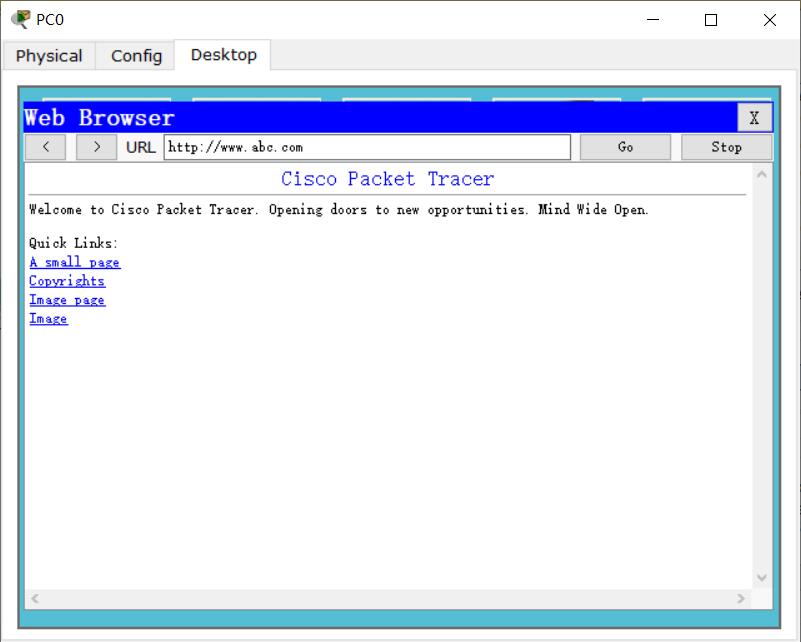 PC0
Physical Config Desktop
Web Browser X
< > URL http://www.abc.com Go Stop
Cisco Packet Tracer
Welcome to Cisco Packet Tracer. Opening doors to new opportunities. Mind Wide Open.
Quick Links:
A small page
Copyrights
Image page
Image